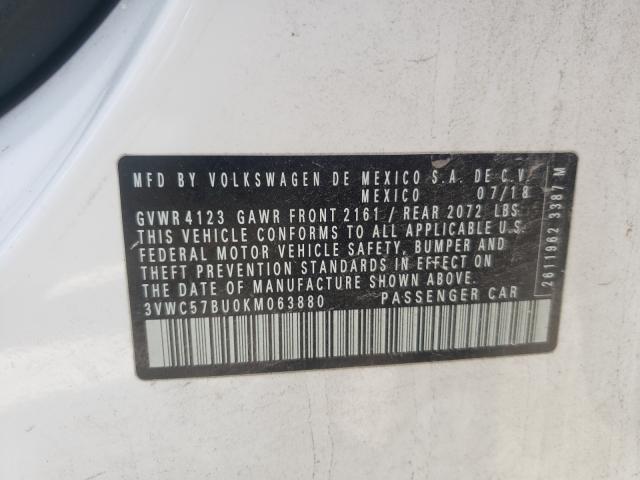 MFD BY VOLKSWAGEN DE MEXICO S.A. DE C.V.
MEXICO 07/18
GVWR 4123 GAWR FRONT 2161 / REAR 2072 LBS
THIS VEHICLE CONFORMS TO ALL APPLICABLE U.S.
FEDERAL MOTOR VEHICLE SAFETY, BUMPER AND
THEFT PREVENTION STANDARDS IN EFFECT ON
THE DATE OF MANUFACTURE SHOWN ABOVE.
3VWC57BU0KM063880 PASSENGER CAR
2611962 3387 M